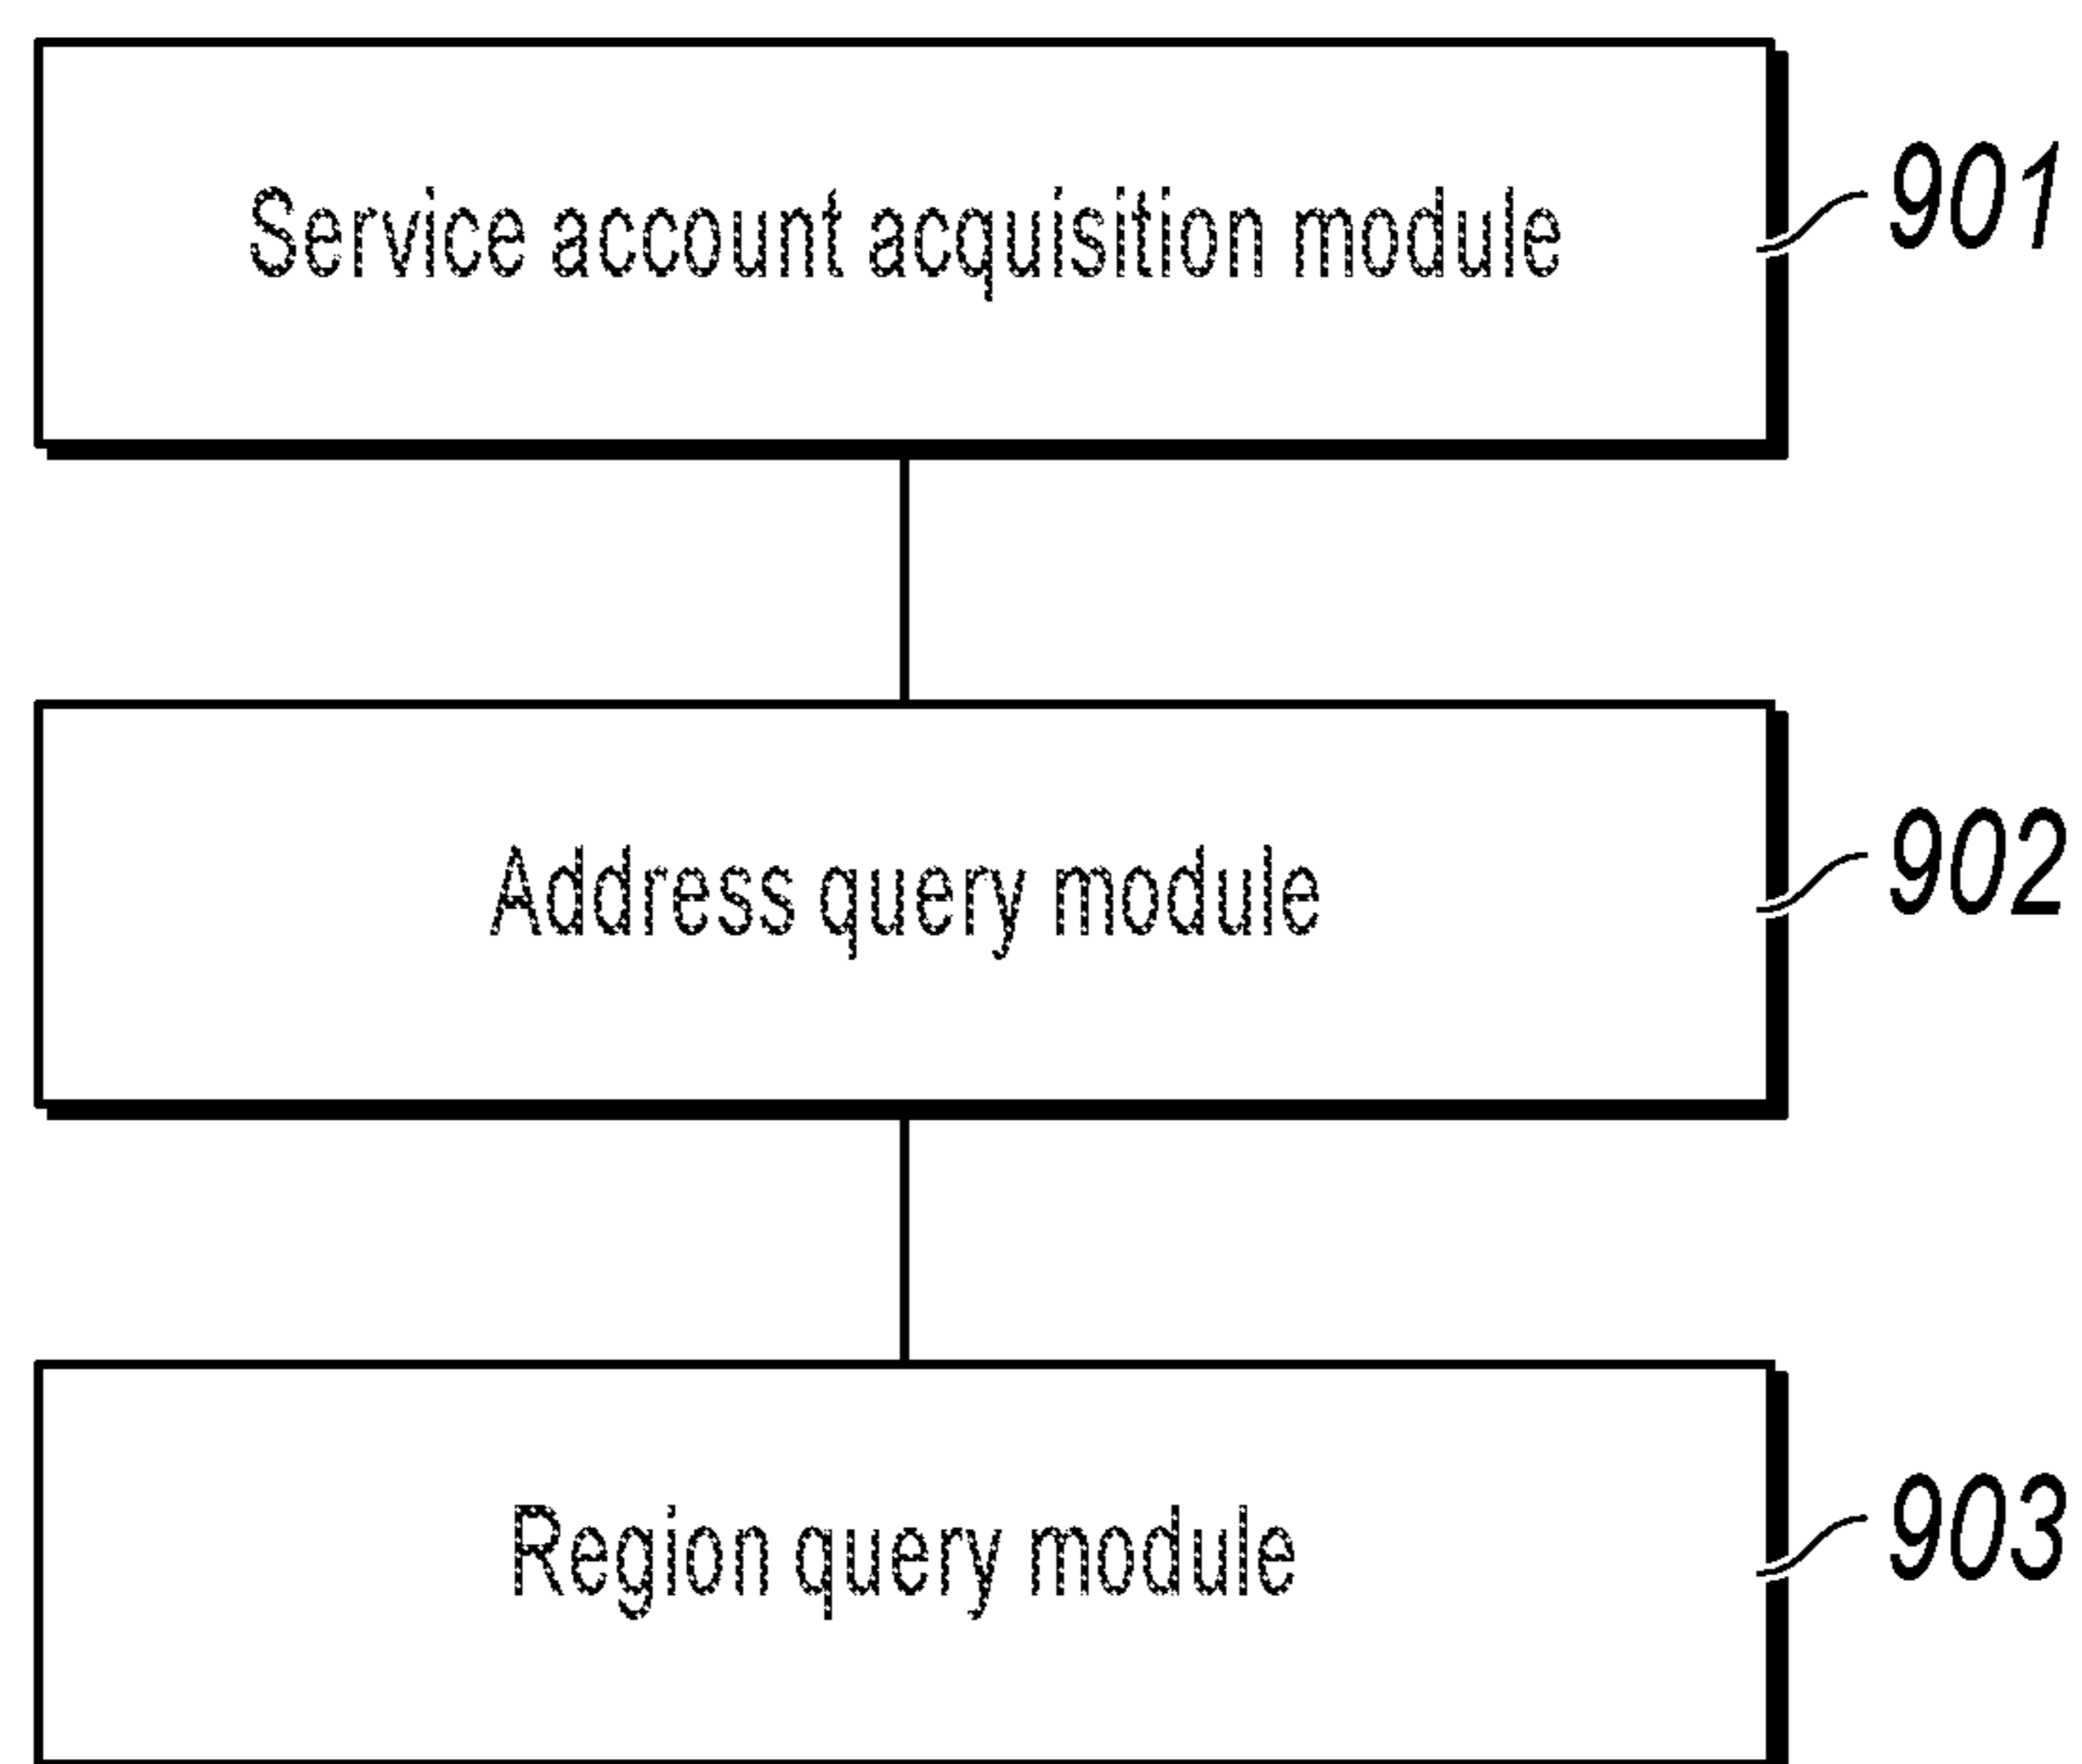 Service account acquisition module
901
Address query module
902
Region query module
903